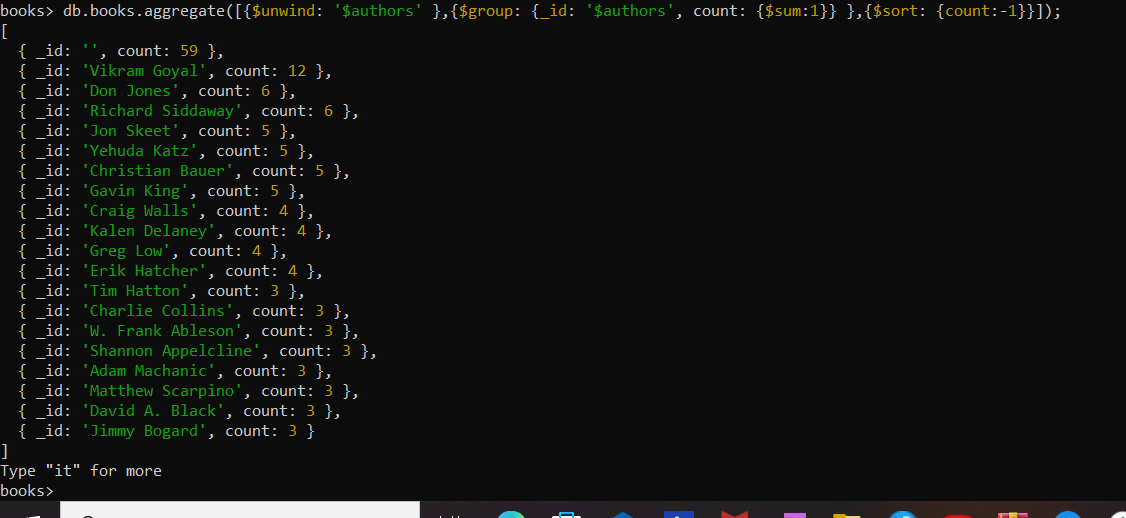 books> db.books.aggregate([{$unwind: '$authors' },{$group: {_id: '$authors', count: {$sum:1}} },{$sort: {count:-1}}]);
[
  { _id: '', count: 59 },
  { _id: 'Vikram Goyal', count: 12 },
  { _id: 'Don Jones', count: 6 },
  { _id: 'Richard Siddaway', count: 6 },
  { _id: 'Jon Skeet', count: 5 },
  { _id: 'Yehuda Katz', count: 5 },
  { _id: 'Christian Bauer', count: 5 },
  { _id: 'Gavin King', count: 5 },
  { _id: 'Craig Walls', count: 4 },
  { _id: 'Kalen Delaney', count: 4 },
  { _id: 'Greg Low', count: 4 },
  { _id: 'Erik Hatcher', count: 4 },
  { _id: 'Tim Hatton', count: 3 },
  { _id: 'Charlie Collins', count: 3 },
  { _id: 'W. Frank Ableson', count: 3 },
  { _id: 'Shannon Appelcline', count: 3 },
  { _id: 'Adam Machanic', count: 3 },
  { _id: 'Matthew Scarpino', count: 3 },
  { _id: 'David A. Black', count: 3 },
  { _id: 'Jimmy Bogard', count: 3 }
]
Type "it" for more
books>